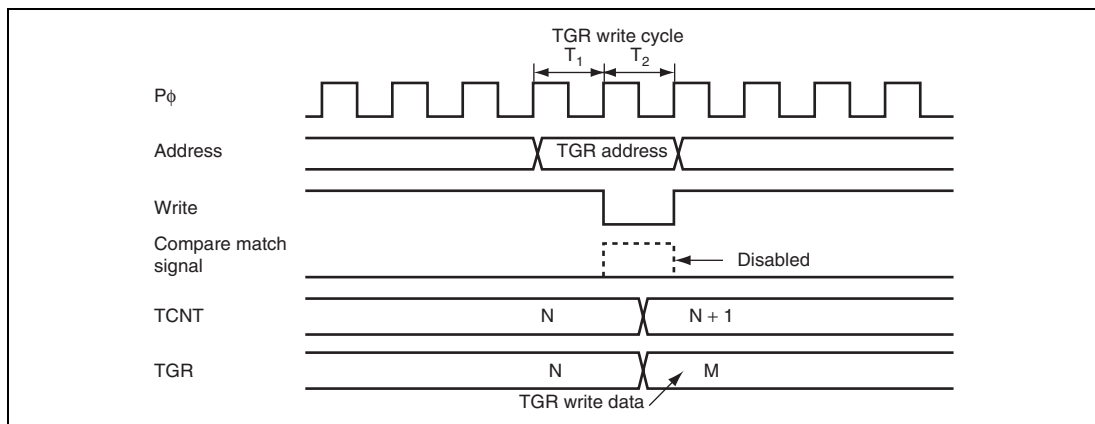 TGR write cycle
T₁ T₂
Pφ
Address TGR address
Write
Compare match
signal Disabled
TCNT N N + 1
TGR N M
TGR write data